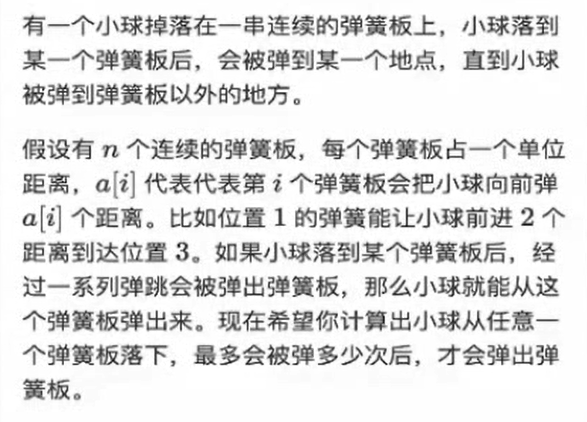 有一个小球掉落在一串连续的弹簧板上，小球落到
某一个弹簧板后，会被弹到某一个地点，直到小球
被弹到弹簧板以外的地方。
假设有 n 个连续的弹簧板，每个弹簧板占一个单位
距离，a[i] 代表代表第 i 个弹簧板会把小球向前弹
a[i] 个距离。比如位置 1 的弹簧能让小球前进 2 个
距离到达位置 3。如果小球落到某个弹簧板后，经
过一系列弹跳会被弹出弹簧板，那么小球就能从这
个弹簧板弹出来。现在希望你计算出小球从任意一
个弹簧板落下，最多会被弹多少次后，才会弹出弹
簧板。